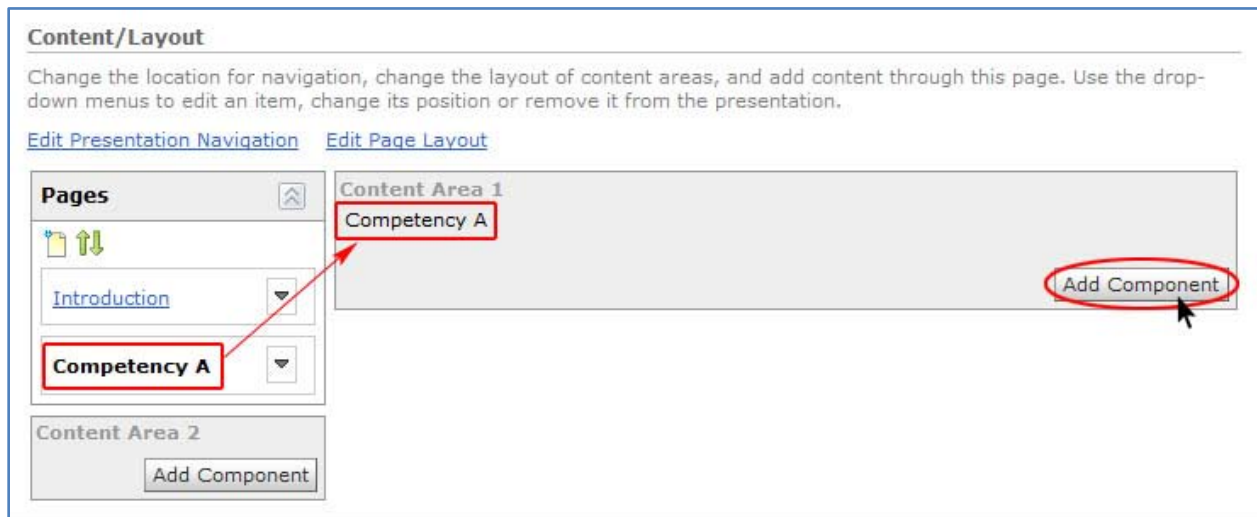 Content/Layout
Change the location for navigation, change the layout of content areas, and add content through this page. Use the drop-
down menus to edit an item, change its position or remove it from the presentation.
Edit Presentation Navigation Edit Page Layout
Pages
Introduction
Competency A
Content Area 2
Add Component
Content Area 1
Competency A
Add Component